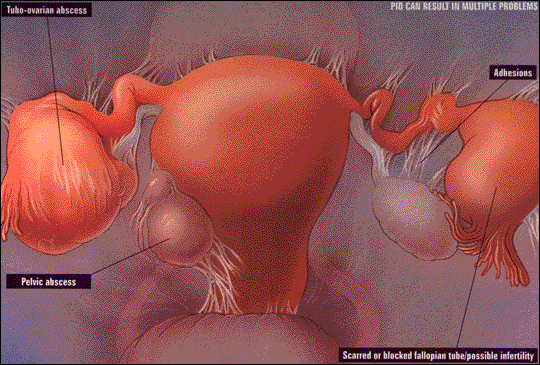 PID CAN RESULT IN MULTIPLE PROBLEMS
Tubo-ovarian abscess
Adhesions
Pelvic abscess
Scarred or blocked fallopian tube/possible infertility